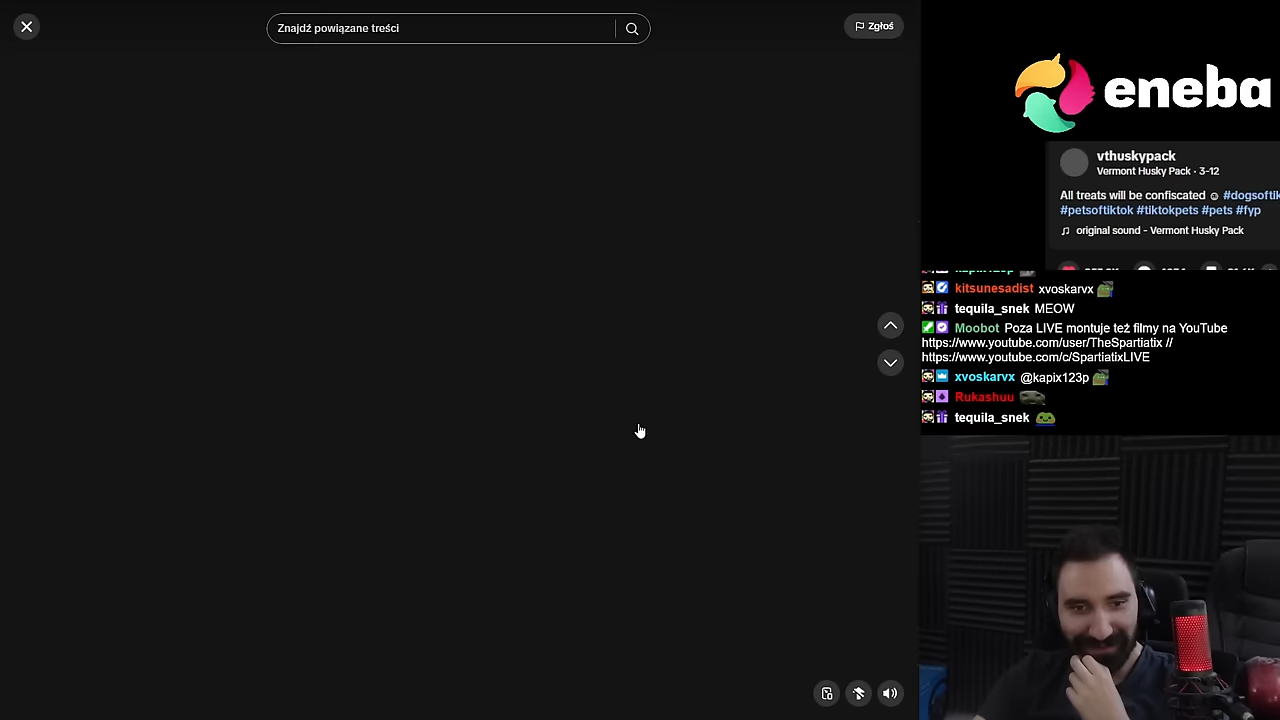 Znajdź powiązane treści
Zgłoś
eneba
vthuskypack
Vermont Husky Pack · 3-12
All treats will be confiscated ☺ #dogsoftik
#petsoftiktok #tiktokpets #pets #fyp
original sound - Vermont Husky Pack
kitsunesadist xvoskarvx
tequila_snek MEOW
Moobot Poza LIVE montuje też filmy na YouTube
https://www.youtube.com/user/TheSpartiatix //
https://www.youtube.com/c/SpartiatixLIVE
xvoskarvx @kapix123p
Rukashuu
tequila_snek